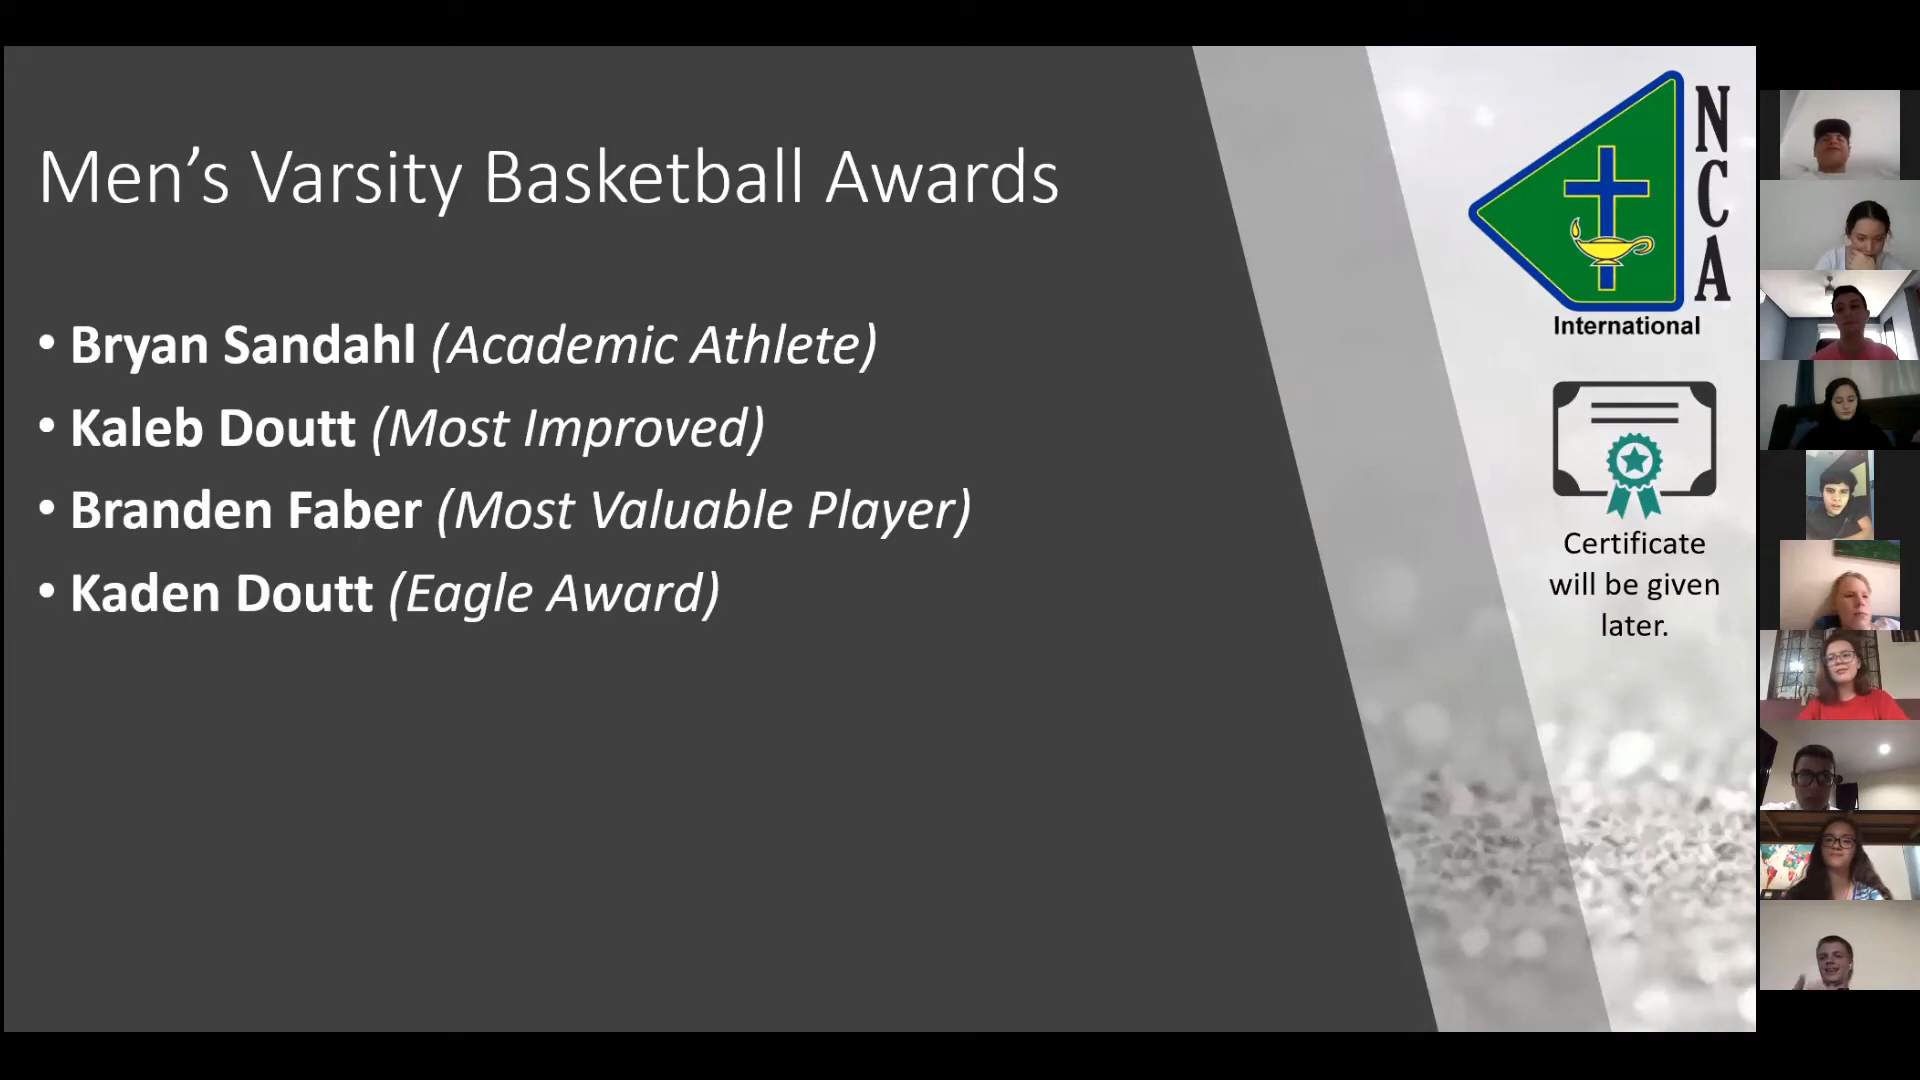 Men’s Varsity Basketball Awards
• Bryan Sandahl (Academic Athlete)
• Kaleb Doutt (Most Improved)
• Branden Faber (Most Valuable Player)
• Kaden Doutt (Eagle Award)
NCA
International
Certificate
will be given
later.